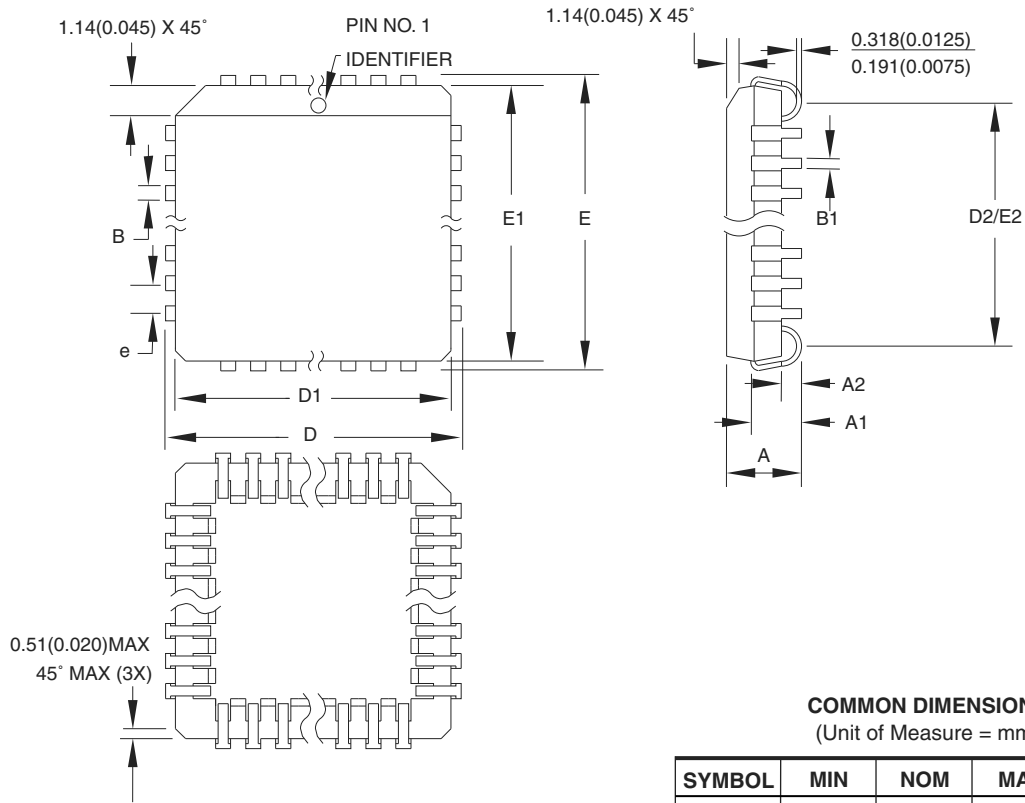 1.14(0.045) X 45˚
PIN NO. 1
IDENTIFIER
1.14(0.045) X 45˚
0.318(0.0125)
0.191(0.0075)
E1
E
B
e
B1
D2/E2
D1
D
A2
A1
A
0.51(0.020)MAX
45˚ MAX (3X)
COMMON DIMENSION
(Unit of Measure = mm
SYMBOL MIN NOM MA